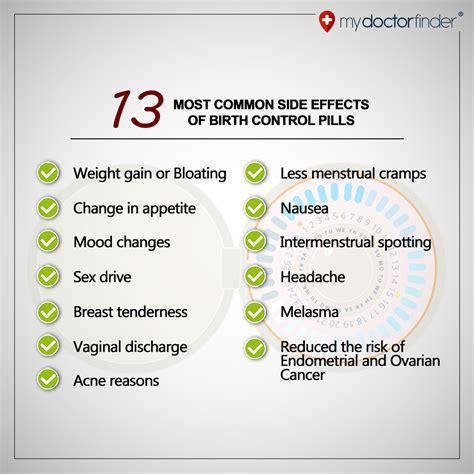 mydoctorfinder®
13 MOST COMMON SIDE EFFECTS
OF BIRTH CONTROL PILLS
Weight gain or Bloating
Change in appetite
Mood changes
Sex drive
Breast tenderness
Vaginal discharge
Acne reasons
Less menstrual cramps
Nausea
Intermenstrual spotting
Headache
Melasma
Reduced the risk of
Endometrial and Ovarian
Cancer